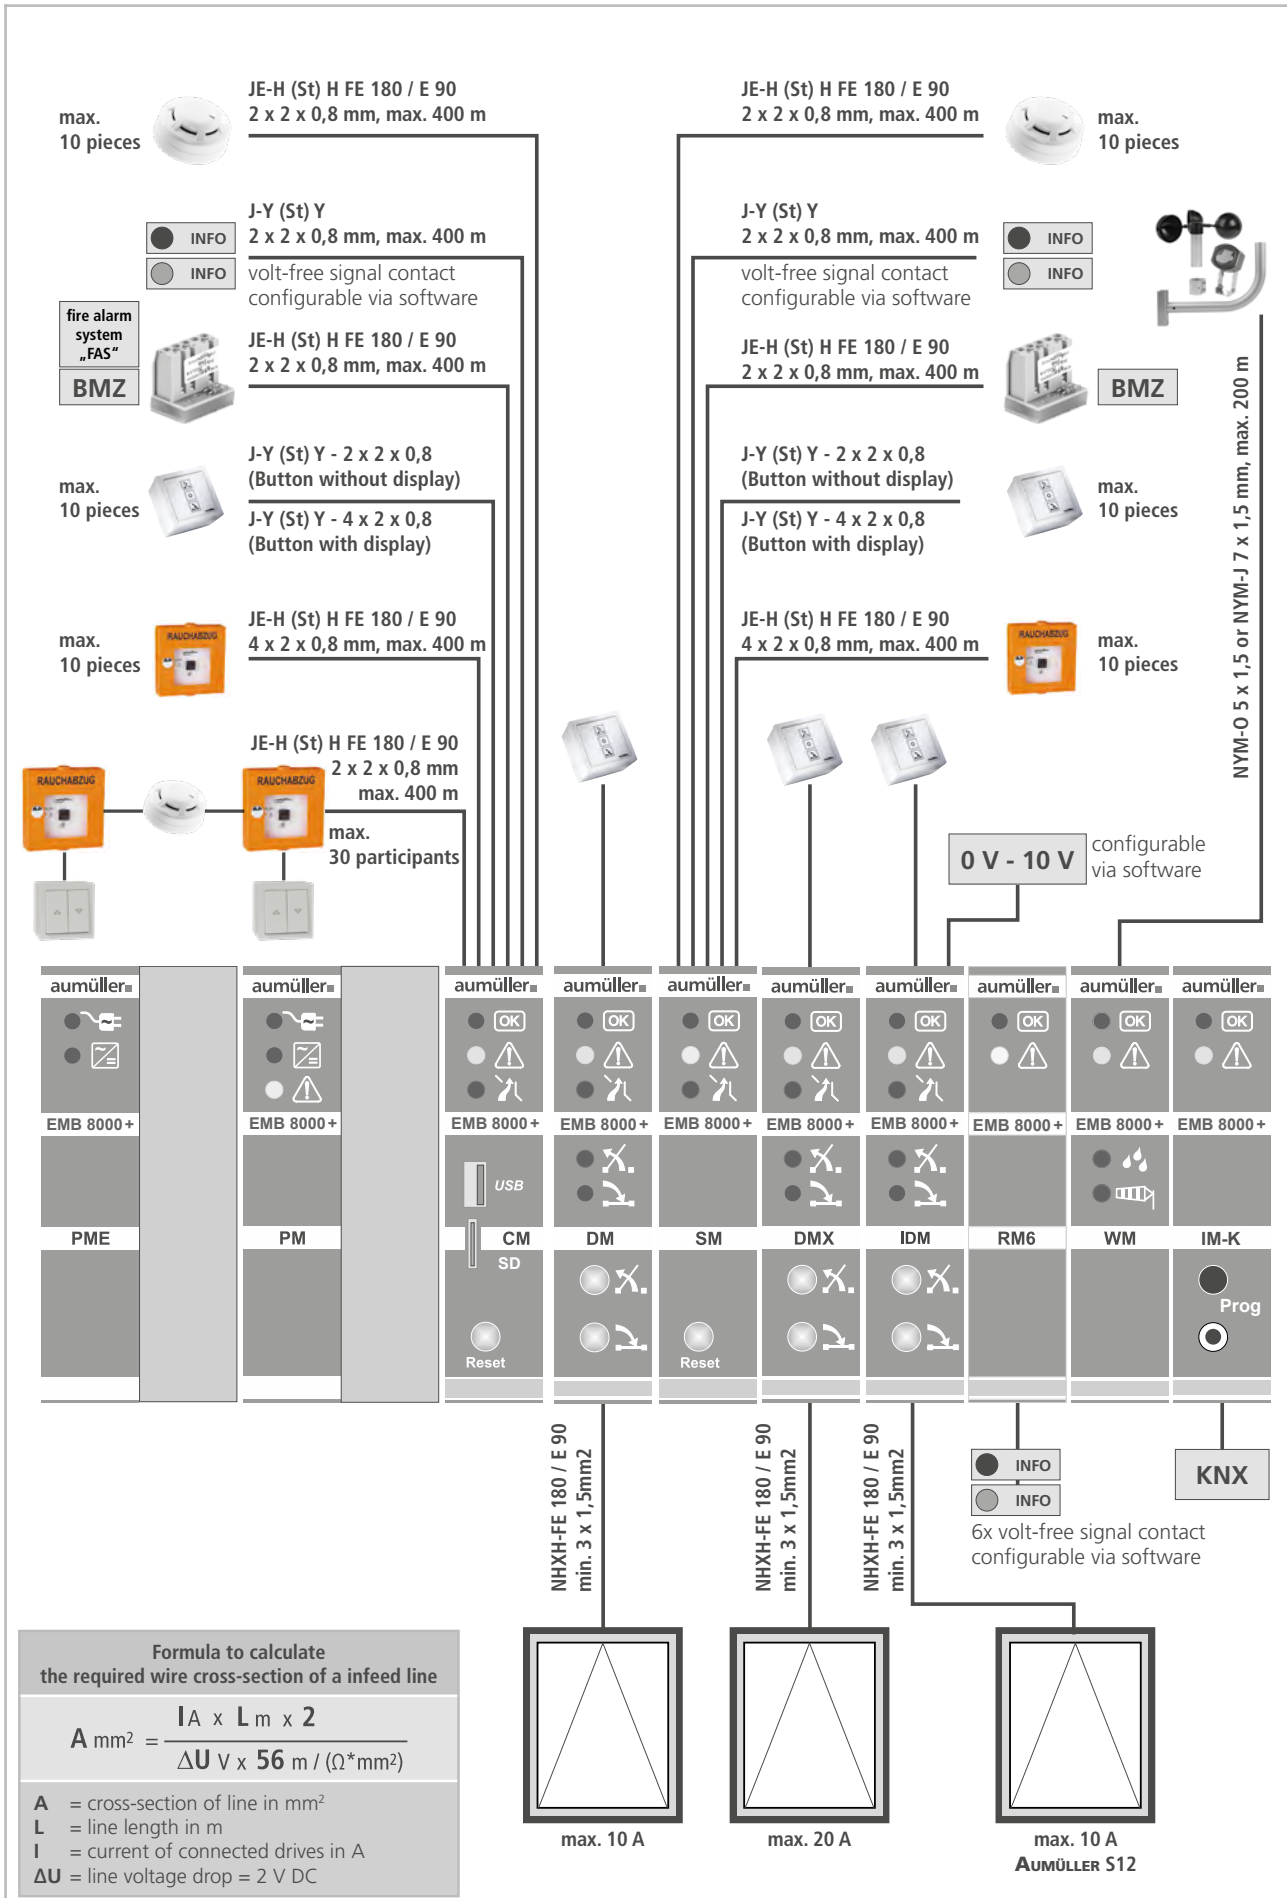 JE-H (St) H FE 180 / E 90
2 x 2 x 0,8 mm, max. 400 m
max.
10 pieces
J-Y (St) Y
2 x 2 x 0,8 mm, max. 400 m
INFO
INFO
volt-free signal contact
configurable via software
fire alarm
system
„FAS“
BMZ
JE-H (St) H FE 180 / E 90
2 x 2 x 0,8 mm, max. 400 m
J-Y (St) Y - 2 x 2 x 0,8
(Button without display)
max.
10 pieces
J-Y (St) Y - 4 x 2 x 0,8
(Button with display)
JE-H (St) H FE 180 / E 90
4 x 2 x 0,8 mm, max. 400 m
max.
10 pieces
RAUCHABZUG
JE-H (St) H FE 180 / E 90
2 x 2 x 0,8 mm
max. 400 m
RAUCHABZUG
RAUCHABZUG
max.
30 participants
JE-H (St) H FE 180 / E 90
2 x 2 x 0,8 mm, max. 400 m
max.
10 pieces
J-Y (St) Y
2 x 2 x 0,8 mm, max. 400 m
INFO
INFO
volt-free signal contact
configurable via software
JE-H (St) H FE 180 / E 90
2 x 2 x 0,8 mm, max. 400 m
BMZ
J-Y (St) Y - 2 x 2 x 0,8
(Button without display)
max.
10 pieces
J-Y (St) Y - 4 x 2 x 0,8
(Button with display)
JE-H (St) H FE 180 / E 90
4 x 2 x 0,8 mm, max. 400 m
RAUCHABZUG
max.
10 pieces
NYM-O 5 x 1,5 or NYM-J 7 x 1,5 mm, max. 200 m
0 V - 10 V
configurable
via software
aumüller aumüller aumüller aumüller aumüller aumüller aumüller aumüller aumüller aumüller
OK OK OK OK OK OK OK OK
EMB 8000+ EMB 8000+ EMB 8000+ EMB 8000+ EMB 8000+ EMB 8000+ EMB 8000+ EMB 8000+ EMB 8000+ EMB 8000+
USB
PME PM CM DM SM DMX IDM RM6 WM IM-K
SD
Prog
Reset Reset
NHXH-FE 180 / E 90
min. 3 x 1,5mm2
NHXH-FE 180 / E 90
min. 3 x 1,5mm2
NHXH-FE 180 / E 90
min. 3 x 1,5mm2
INFO
INFO
6x volt-free signal contact
configurable via software
KNX
Formula to calculate
the required wire cross-section of a infeed line
A mm² = I A x L m x 2
ΔU V x 56 m / (Ω*mm²)
A = cross-section of line in mm²
L = line length in m
I = current of connected drives in A
ΔU = line voltage drop = 2 V DC
max. 10 A
max. 20 A
max. 10 A
AUMÜLLER S12